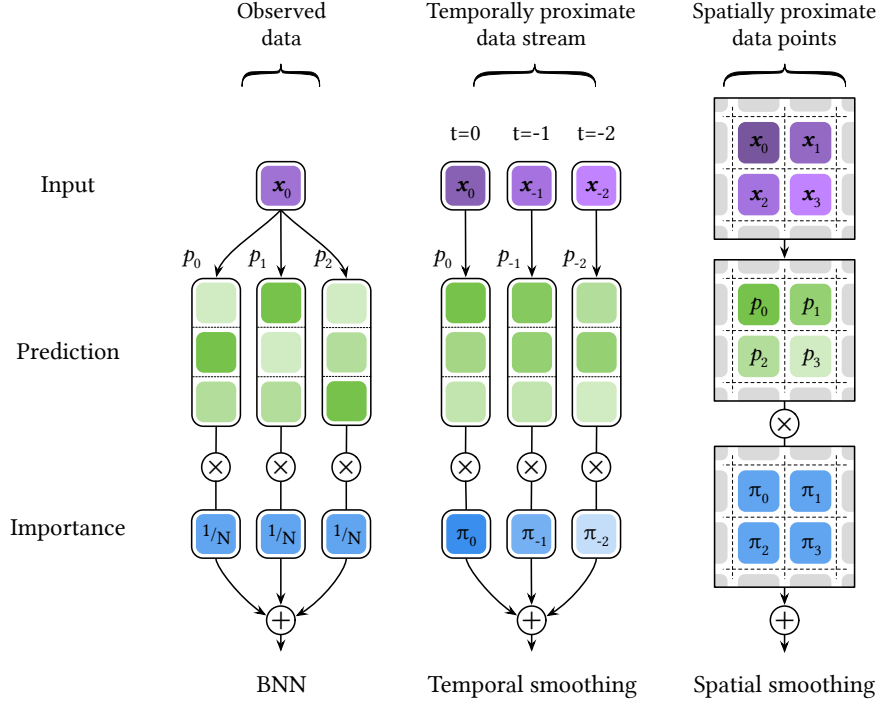 Observed
data
Temporally proximate
data stream
Spatially proximate
data points
t=0 t=-1 t=-2
Input
x₀
x₀ x₋₁ x₋₂
x₀ x₁
x₂ x₃
p₀ p₁ p₂
p₀ p₋₁ p₋₂
Prediction
p₀ p₁
p₂ p₃
×
× × ×
× × ×
Importance
1/N 1/N 1/N
π₀ π₋₁ π₋₂
π₀ π₁
π₂ π₃
+ + +
BNN
Temporal smoothing
Spatial smoothing